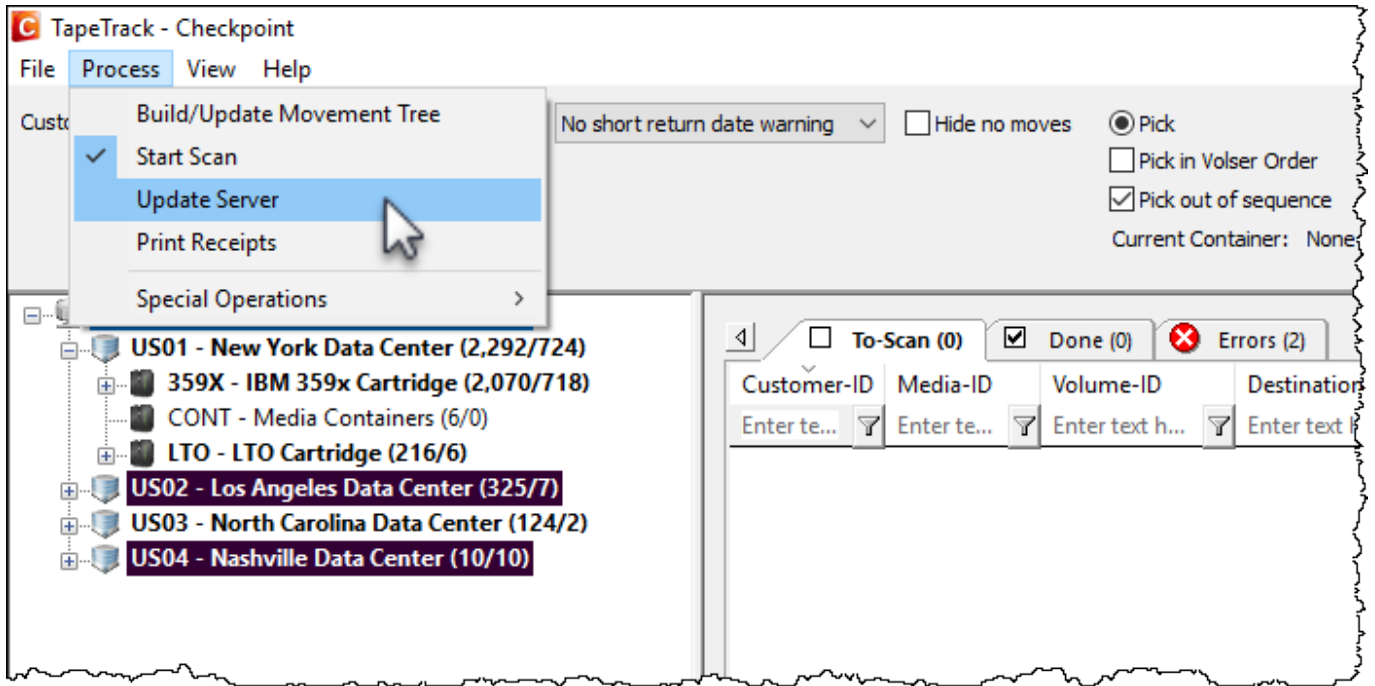 TapeTrack - Checkpoint
File Process View Help
Build/Update Movement Tree
Start Scan
Update Server
Print Receipts
Special Operations
No short return date warning
Hide no moves
Pick
Pick in Volser Order
Pick out of sequence
Current Container: None
US01 - New York Data Center (2,292/724)
359X - IBM 359x Cartridge (2,070/718)
CONT - Media Containers (6/0)
LTO - LTO Cartridge (216/6)
US02 - Los Angeles Data Center (325/7)
US03 - North Carolina Data Center (124/2)
US04 - Nashville Data Center (10/10)
To-Scan (0) Done (0) Errors (2)
Customer-ID Media-ID Volume-ID Destination
Enter te... Enter te... Enter text h... Enter text